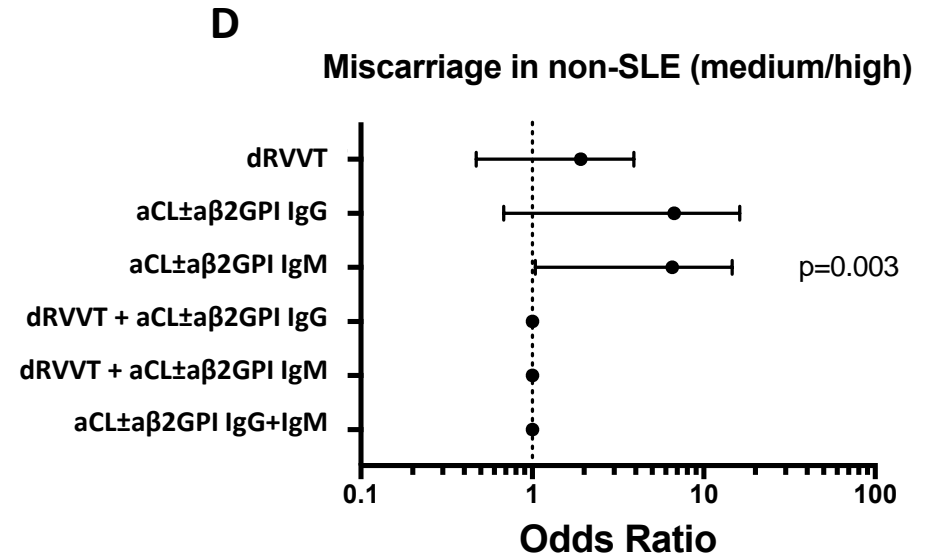 D
Miscarriage in non-SLE (medium/high)
dRVVT
aCL±aβ2GPI IgG
aCL±aβ2GPI IgM
p=0.003
dRVVT + aCL±aβ2GPI IgG
dRVVT + aCL±aβ2GPI IgM
aCL±aβ2GPI IgG+IgM
0.1 1 10 100
Odds Ratio